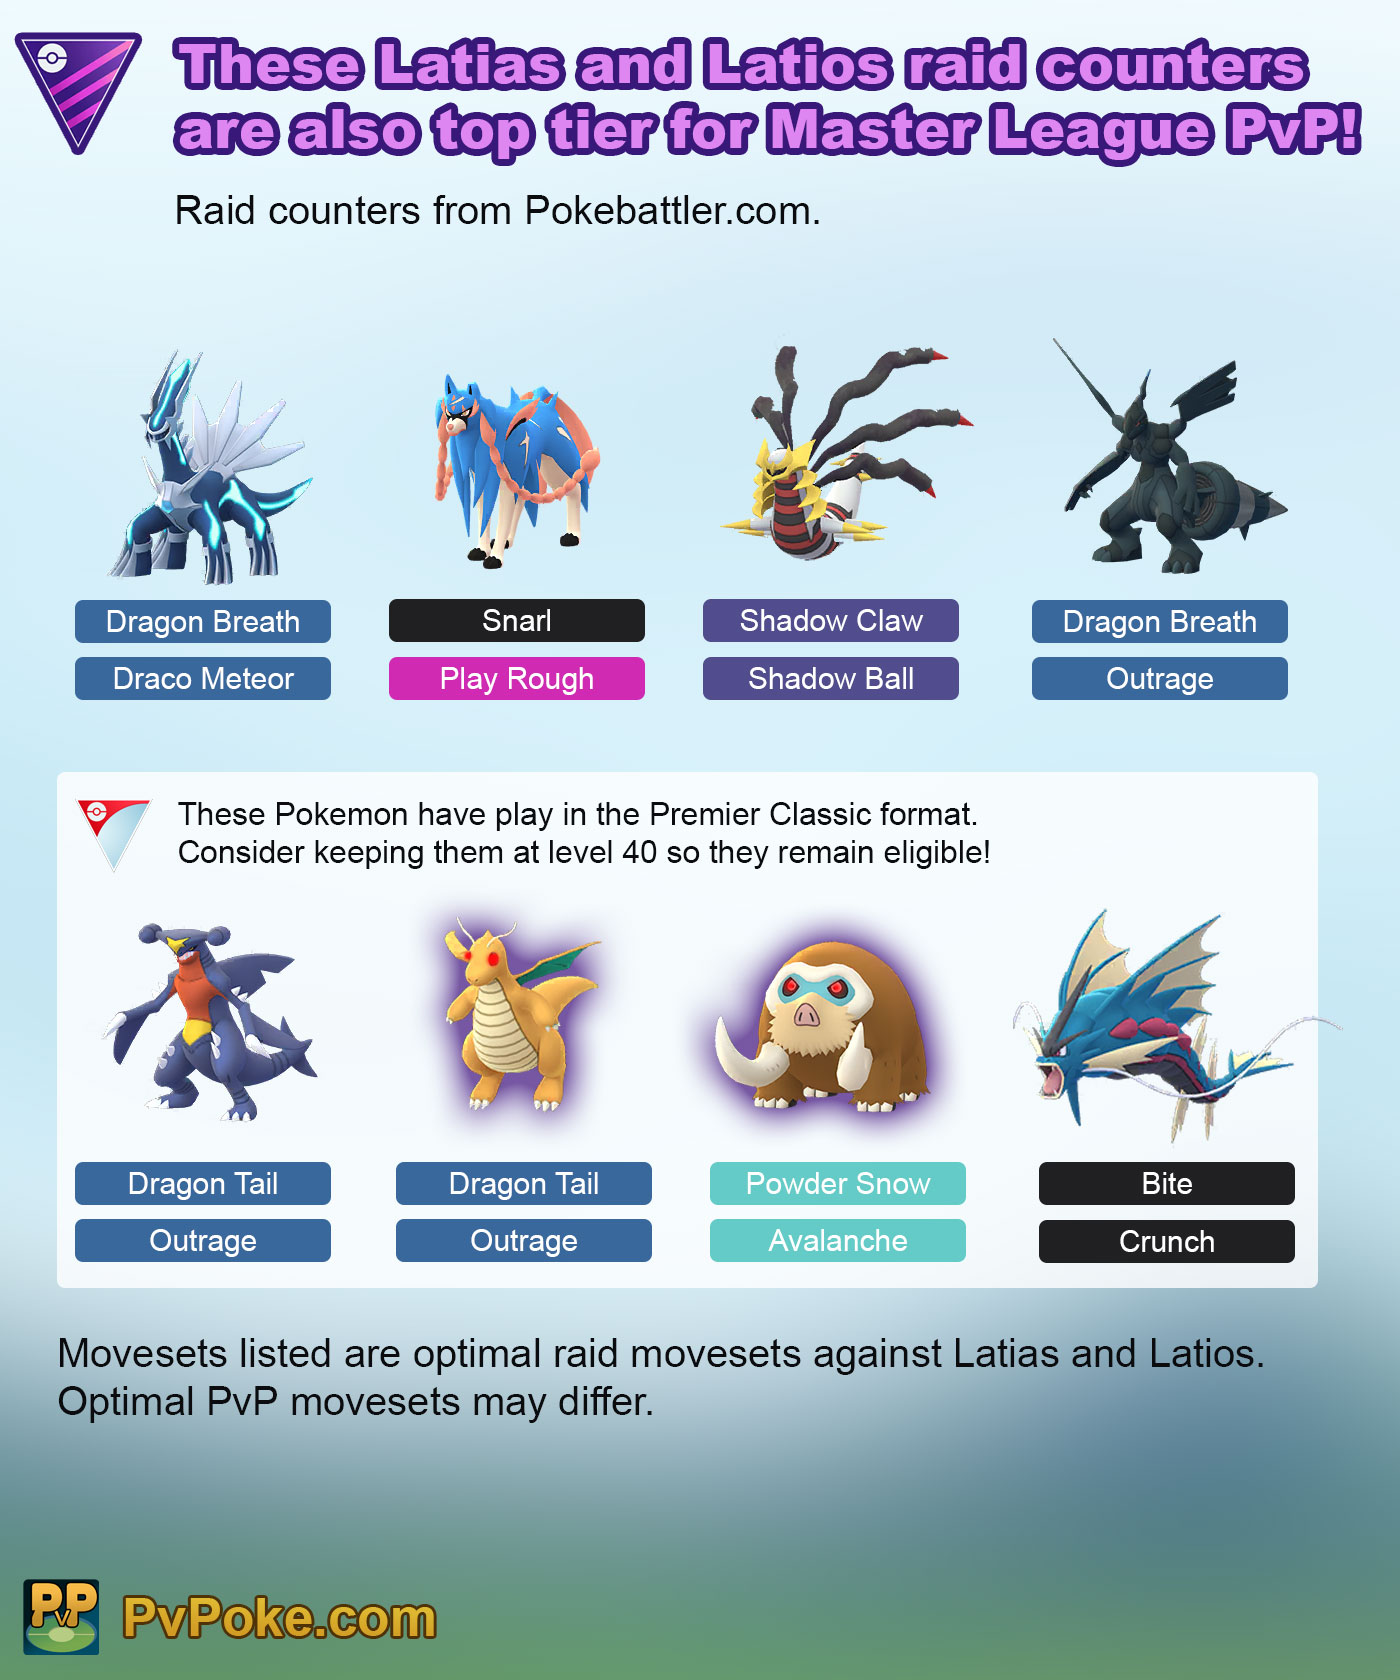 These Latias and Latios raid counters
are also top tier for Master League PvP!
Raid counters from Pokebattler.com.
Dragon Breath
Draco Meteor
Snarl
Play Rough
Shadow Claw
Shadow Ball
Dragon Breath
Outrage
These Pokemon have play in the Premier Classic format.
Consider keeping them at level 40 so they remain eligible!
Dragon Tail
Outrage
Dragon Tail
Outrage
Powder Snow
Avalanche
Bite
Crunch
Movesets listed are optimal raid movesets against Latias and Latios.
Optimal PvP movesets may differ.
PvP
PvPoke.com